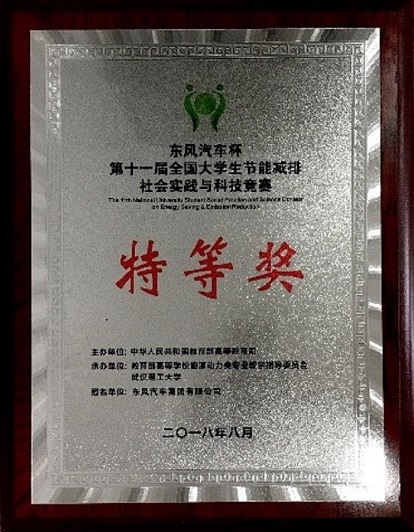 东风汽车杯
第十一届全国大学生节能减排
社会实践与科技竞赛
The 11th National University Student Social Practice and Science Contest
on Energy Saving & Emission Reduction
特等奖
主办单位: 中华人民共和国教育部高等教育司
承办单位: 教育部高等学校能源动力类专业教学指导委员会
武汉理工大学
冠名单位: 东风汽车集团有限公司
二〇一八年八月